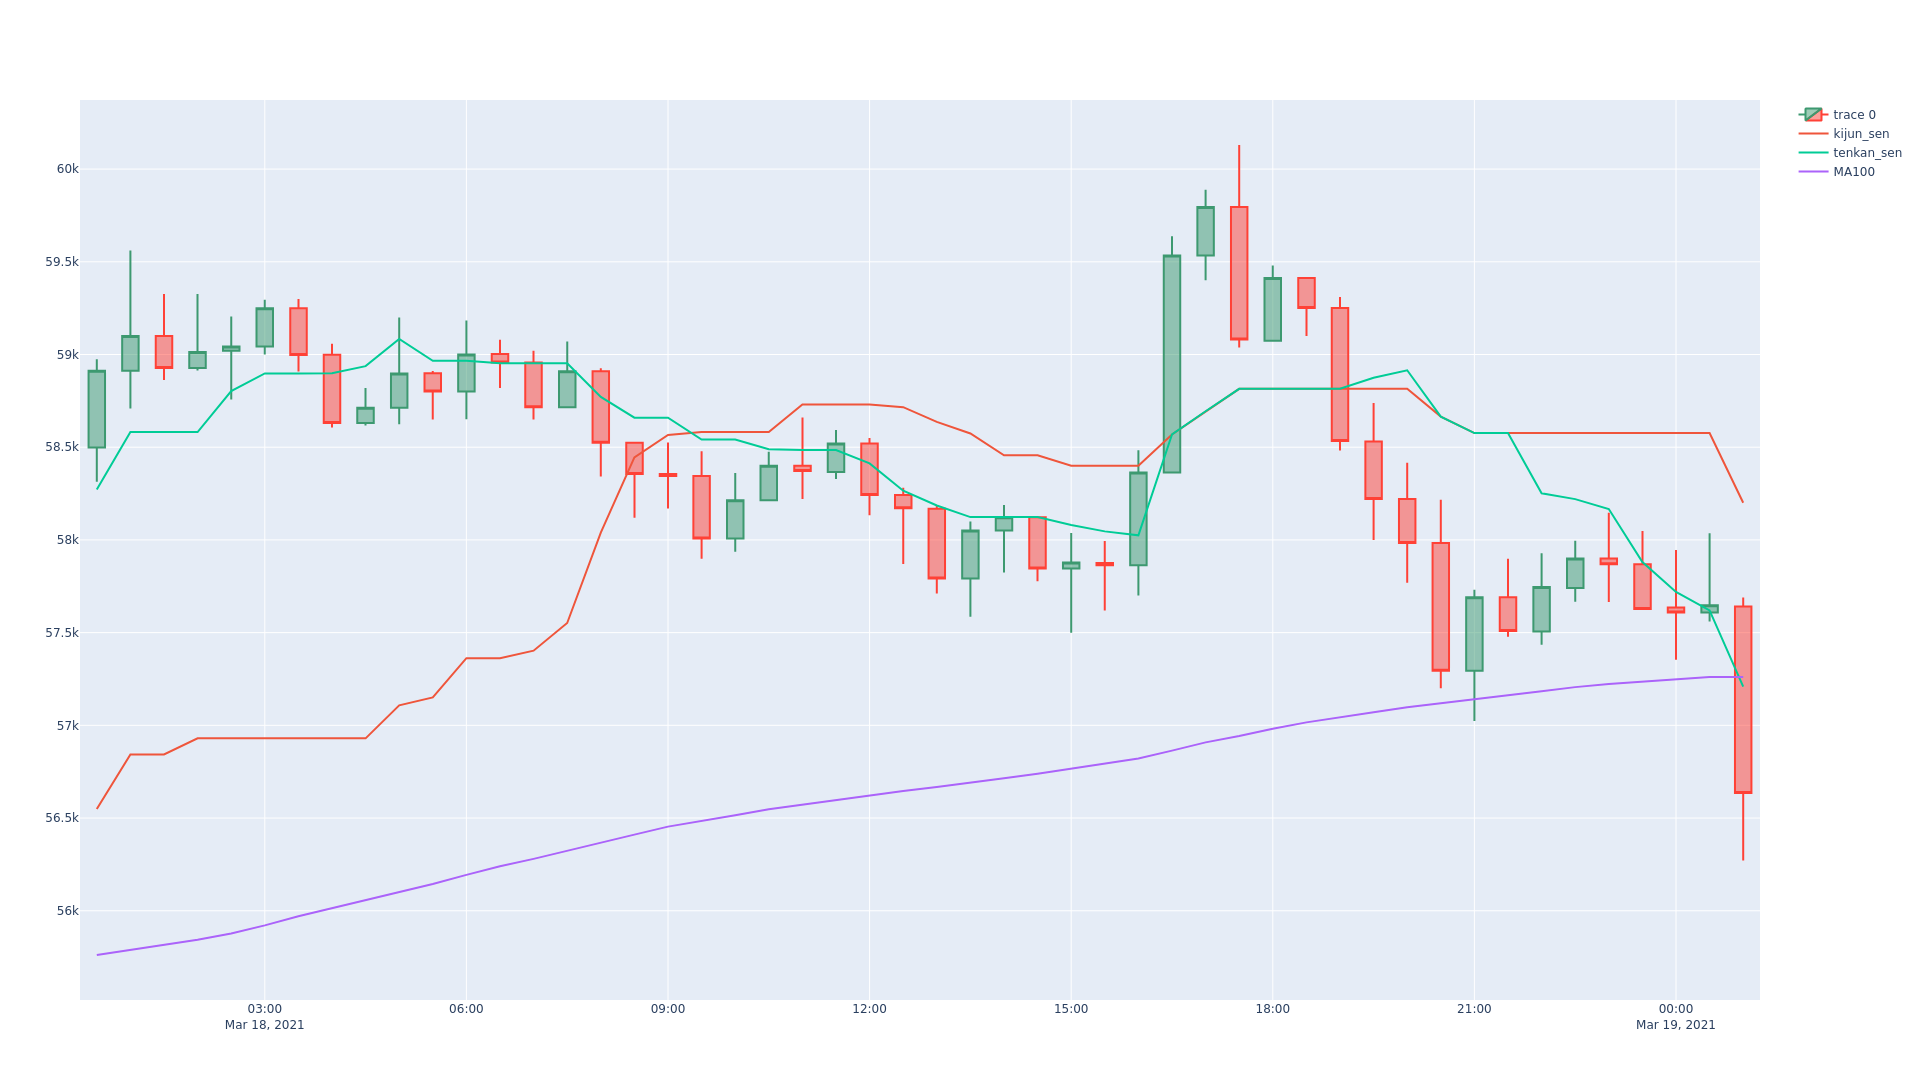 trace 0
kijun_sen
tenkan_sen
MA100
60k
59.5k
59k
58.5k
58k
57.5k
57k
56.5k
56k
03:00 06:00 09:00 12:00 15:00 18:00 21:00 00:00
Mar 18, 2021 Mar 19, 2021